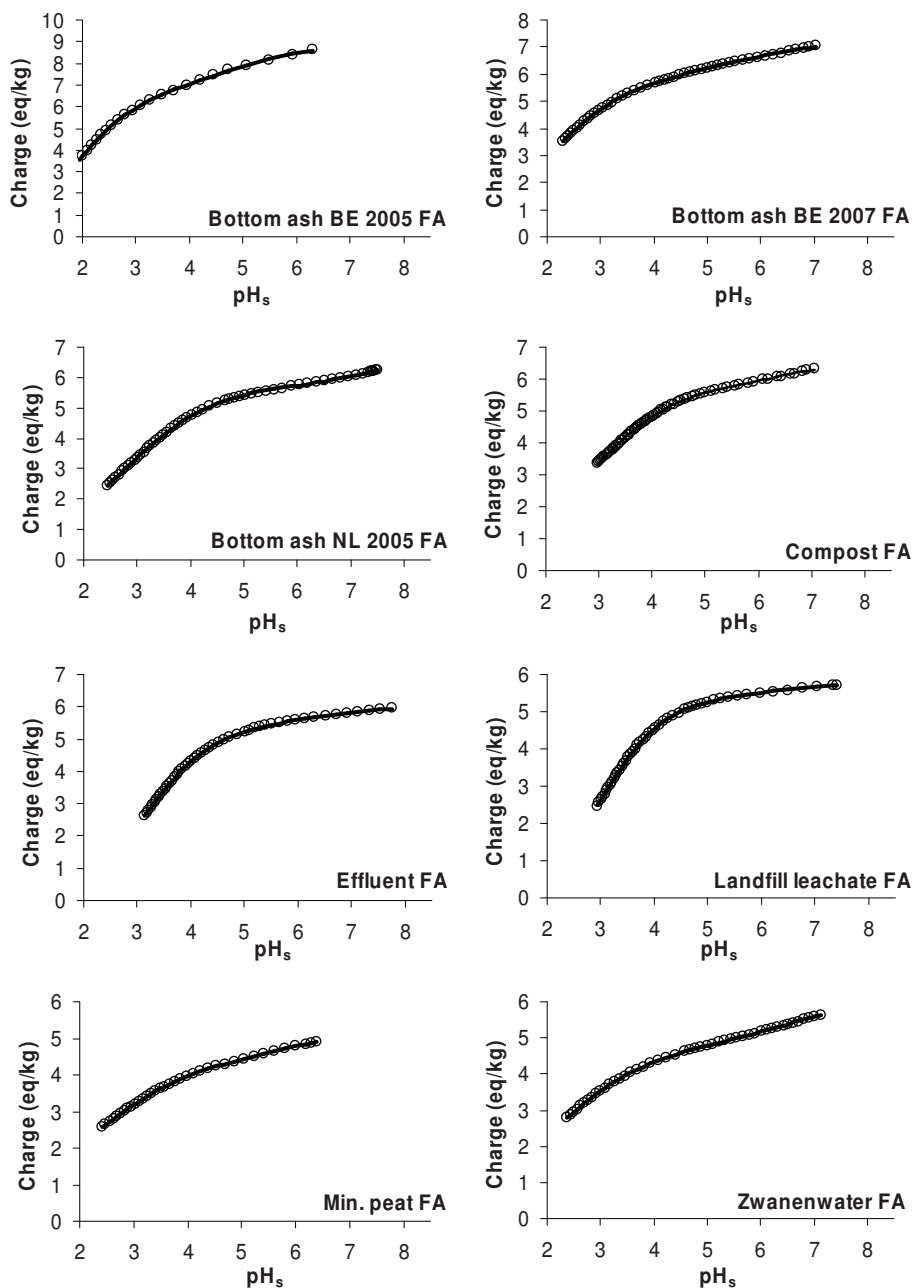 10
9
8
7
6
5
4
3
2
1
0
Charge (eq/kg)
Bottom ash BE 2005 FA
2 3 4 5 6 7 8
pHs
8
7
6
5
4
3
2
1
0
Charge (eq/kg)
Bottom ash BE 2007 FA
2 3 4 5 6 7 8
pHs
7
6
5
4
3
2
1
0
Charge (eq/kg)
Bottom ash NL 2005 FA
2 3 4 5 6 7 8
pHs
7
6
5
4
3
2
1
0
Charge (eq/kg)
Compost FA
2 3 4 5 6 7 8
pHs
7
6
5
4
3
2
1
0
Charge (eq/kg)
Effluent FA
2 3 4 5 6 7 8
pHs
6
5
4
3
2
1
0
Charge (eq/kg)
Landfill leachate FA
2 3 4 5 6 7 8
pHs
6
5
4
3
2
1
0
Charge (eq/kg)
Min. peat FA
2 3 4 5 6 7 8
pHs
6
5
4
3
2
1
0
Charge (eq/kg)
Zwanenwater FA
2 3 4 5 6 7 8
pHs